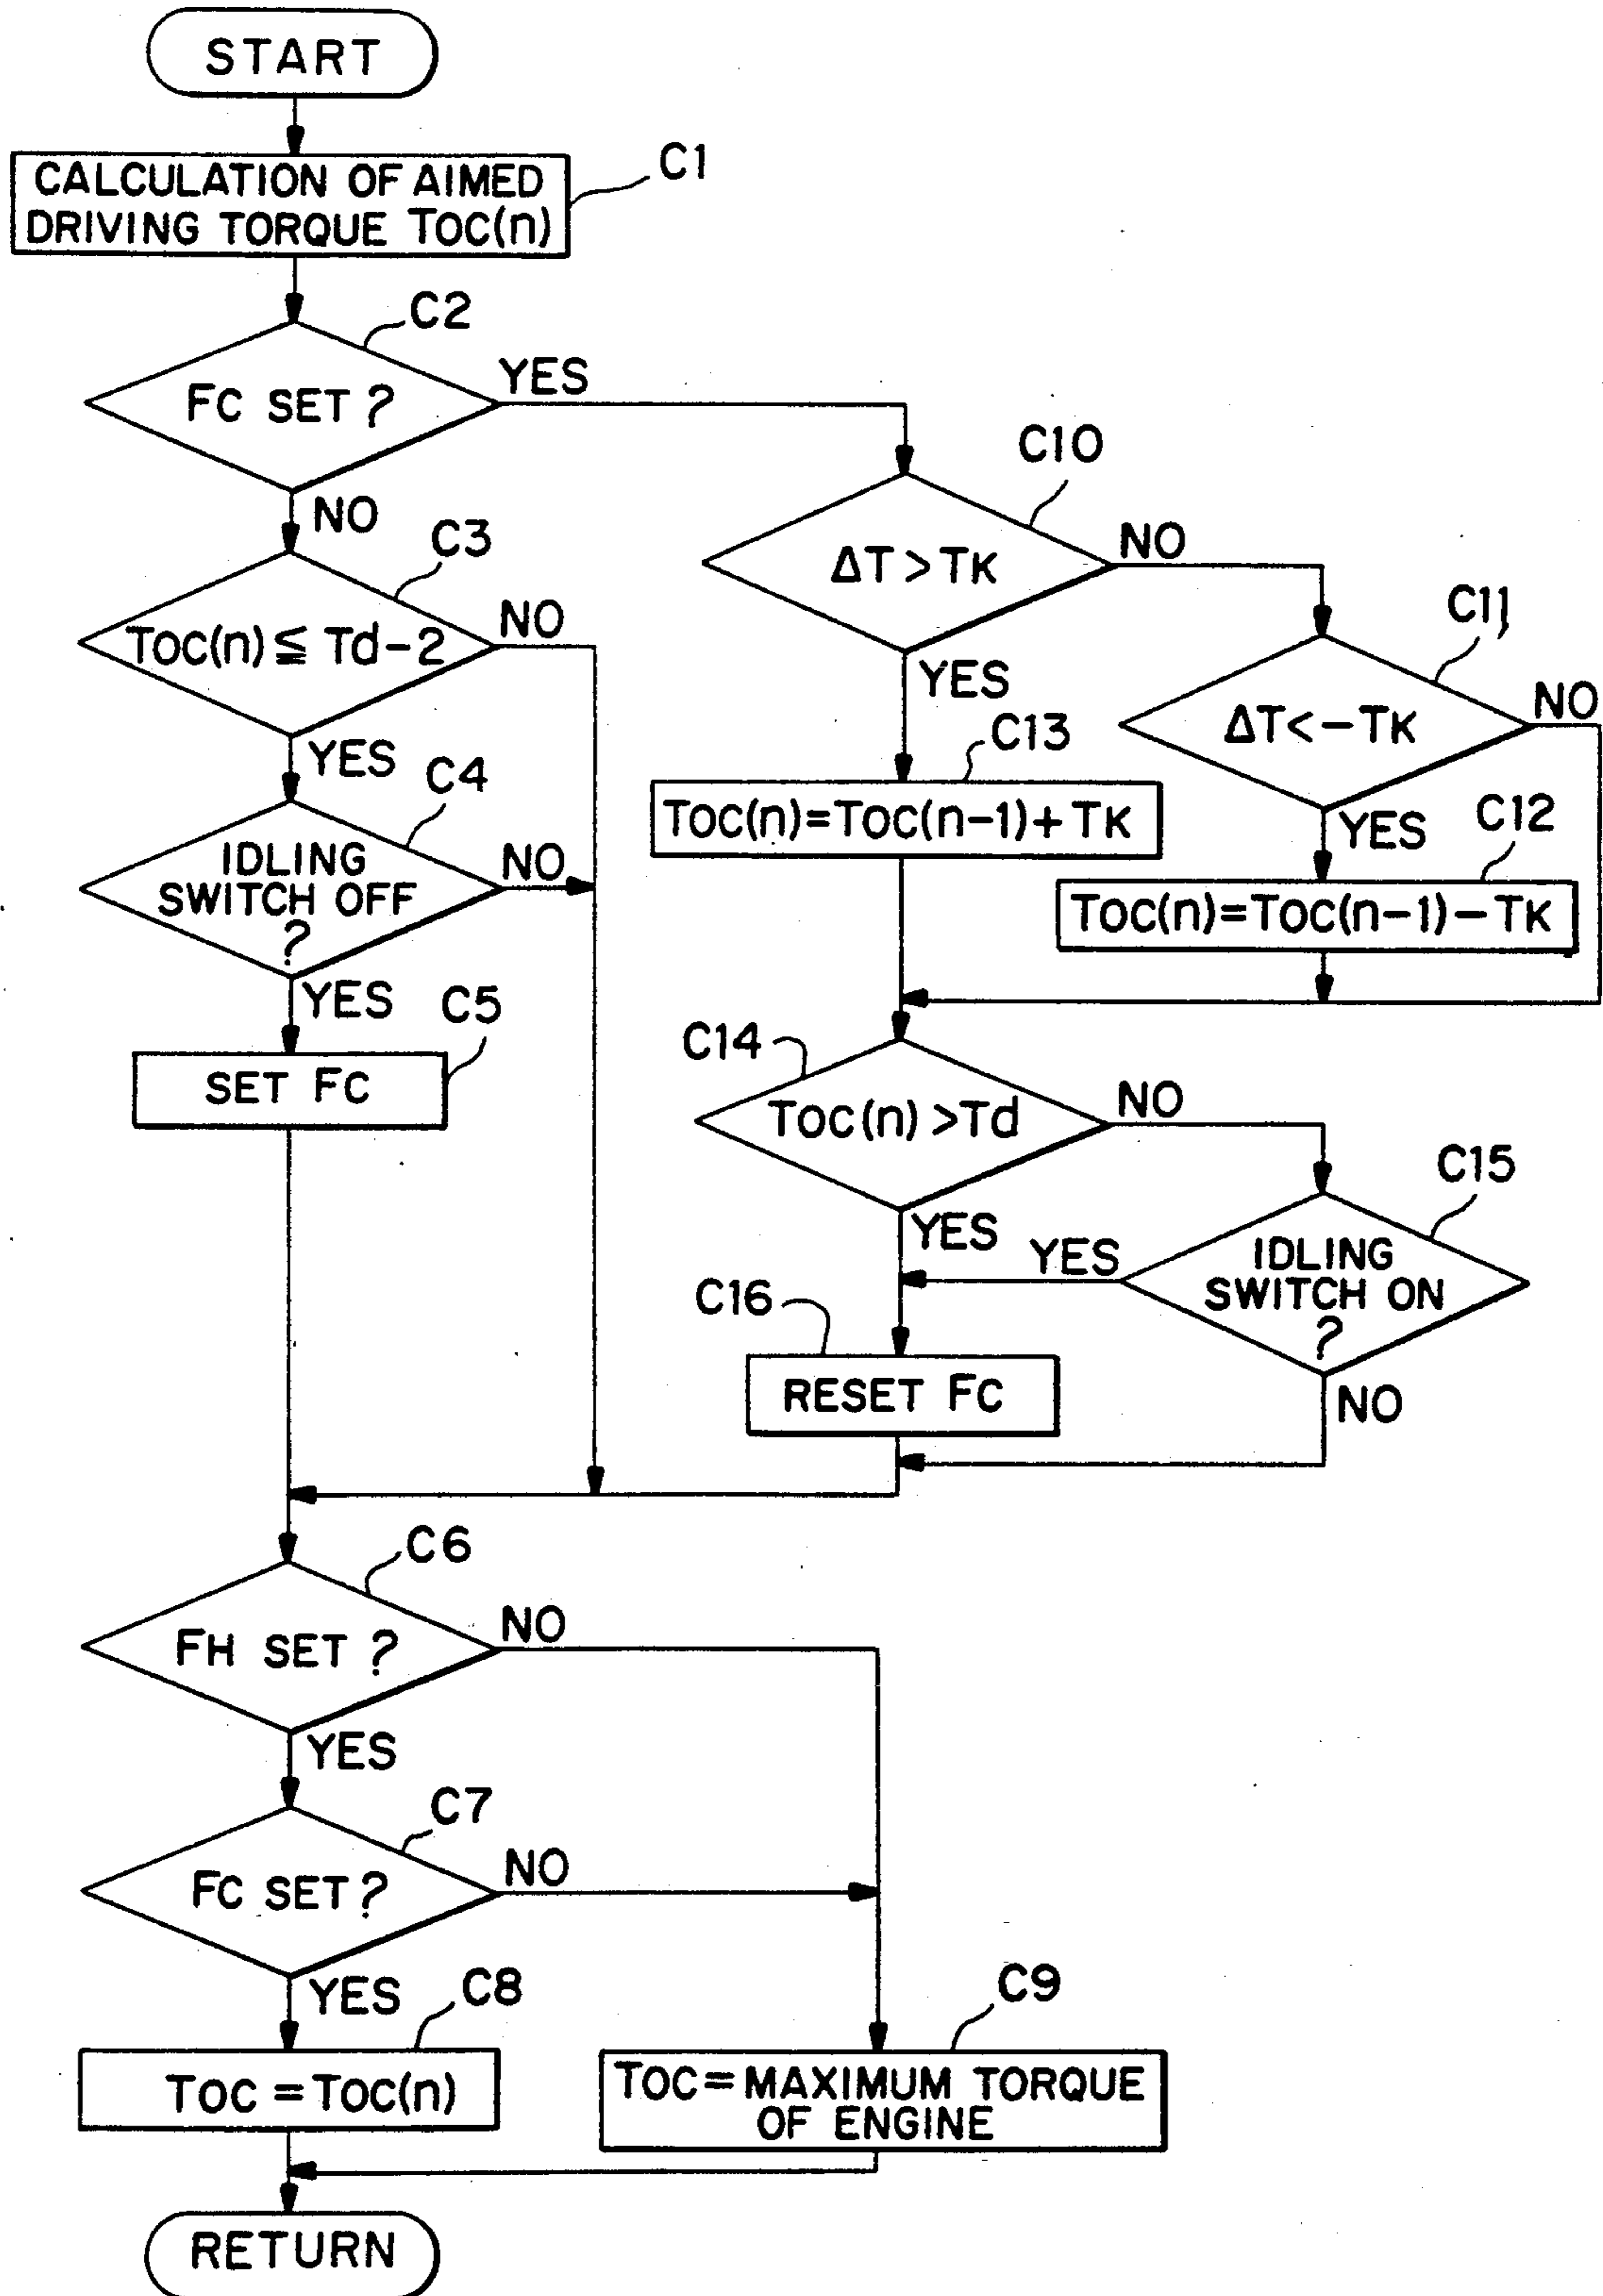 START
C1
CALCULATION OF AIMED
DRIVING TORQUE TOC(n)
C2
FC SET ?
YES
NO
C3
TOC(n) ≦ Td-2
NO
YES
C4
IDLING
SWITCH OFF
?
NO
YES
C5
SET FC
C10
ΔT > TK
NO
YES
C11
ΔT < -TK
NO
YES
C13
TOC(n)=TOC(n-1)+TK
C12
TOC(n)=TOC(n-1)-TK
C14
TOC(n) >Td
NO
YES
C15
IDLING
SWITCH ON
?
YES
NO
C16
RESET FC
C6
FH SET ?
NO
YES
C7
FC SET ?
NO
YES
C8
TOC = TOC(n)
C9
TOC = MAXIMUM TORQUE
OF ENGINE
RETURN